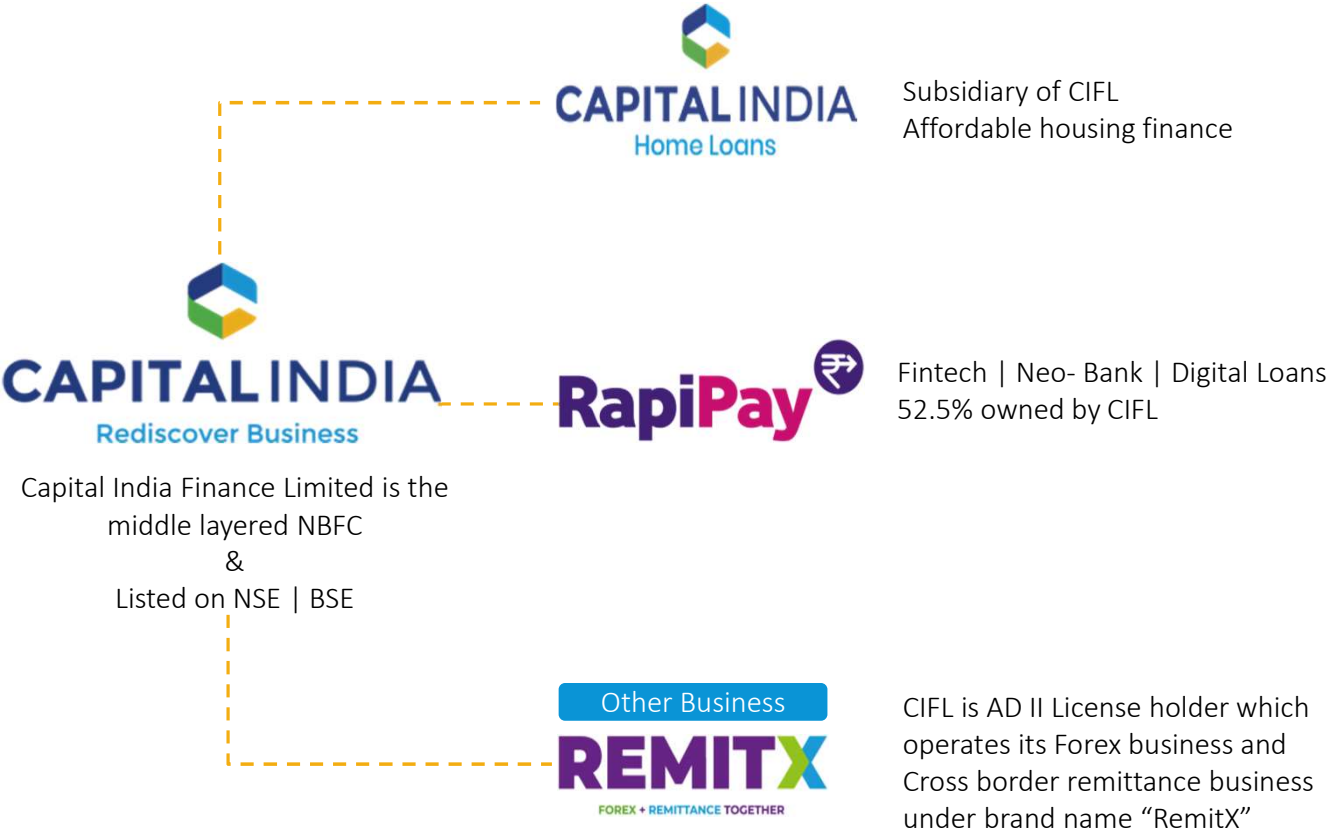 CAPITAL INDIA
Home Loans
Subsidiary of CIFL
Affordable housing finance
CAPITAL INDIA
Rediscover Business
Capital India Finance Limited is the
middle layered NBFC
&
Listed on NSE | BSE
RapiPay
Fintech | Neo- Bank | Digital Loans
52.5% owned by CIFL
Other Business
REMITX
FOREX + REMITTANCE TOGETHER
CIFL is AD II License holder which
operates its Forex business and
Cross border remittance business
under brand name “RemitX”